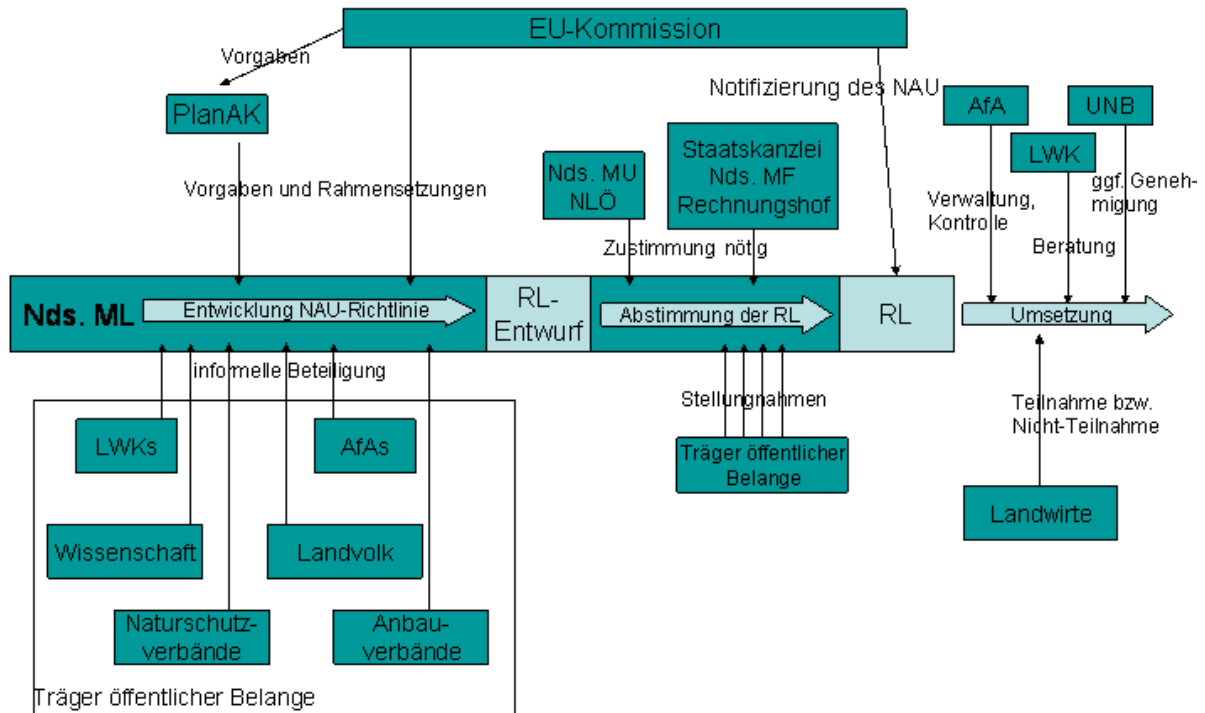 EU-Kommission
Vorgaben
Notifizierung des NAU
PlanAK
AfA
UNB
LWK
Staatskanzlei
Nds. MF
Rechnungshof
Nds. MU
NLÖ
Vorgaben und Rahmensetzungen
ggf. Geneh-
migung
Verwaltung,
Kontrolle
Zustimmung nötig
Beratung
Nds. ML
Entwicklung NAU-Richtlinie
RL-
Entwurf
Abstimmung der RL
RL
Umsetzung
informelle Beteiligung
Stellungnahmen
Teilnahme bzw.
Nicht-Teilnahme
LWKs
AfAs
Träger öffentlicher
Belange
Landwirte
Wissenschaft
Landvolk
Naturschutz-
verbände
Anbau-
verbände
Träger öffentlicher Belange